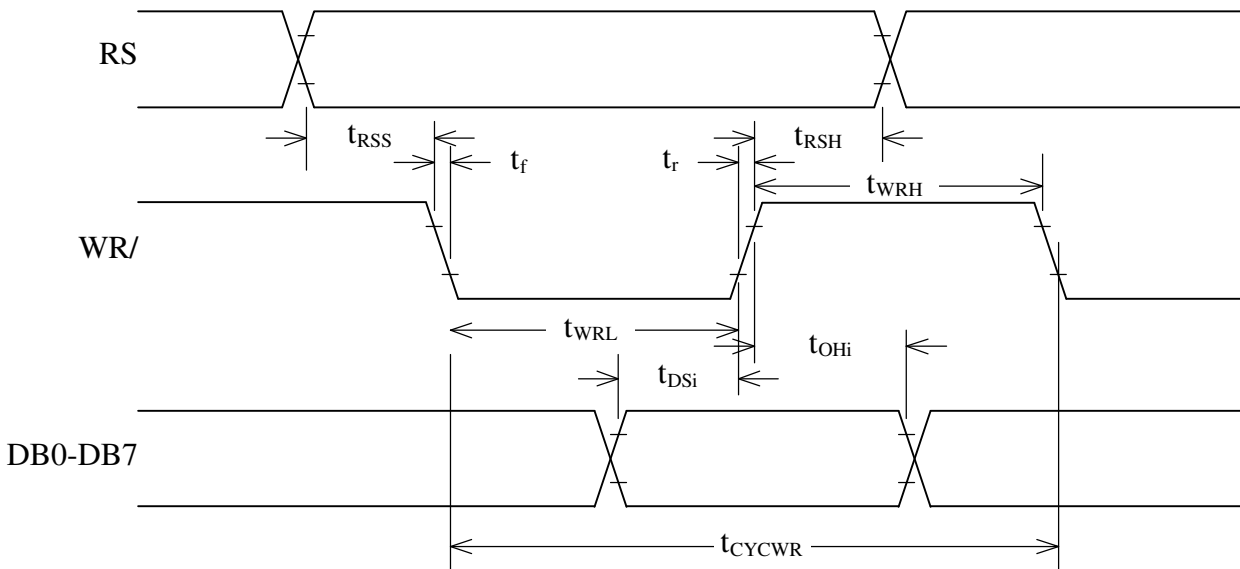 RS
tRSS
tRSH
tf
tr
tWRH
WR/
tWRL
tOHi
tDSi
DB0-DB7
tCYCWR